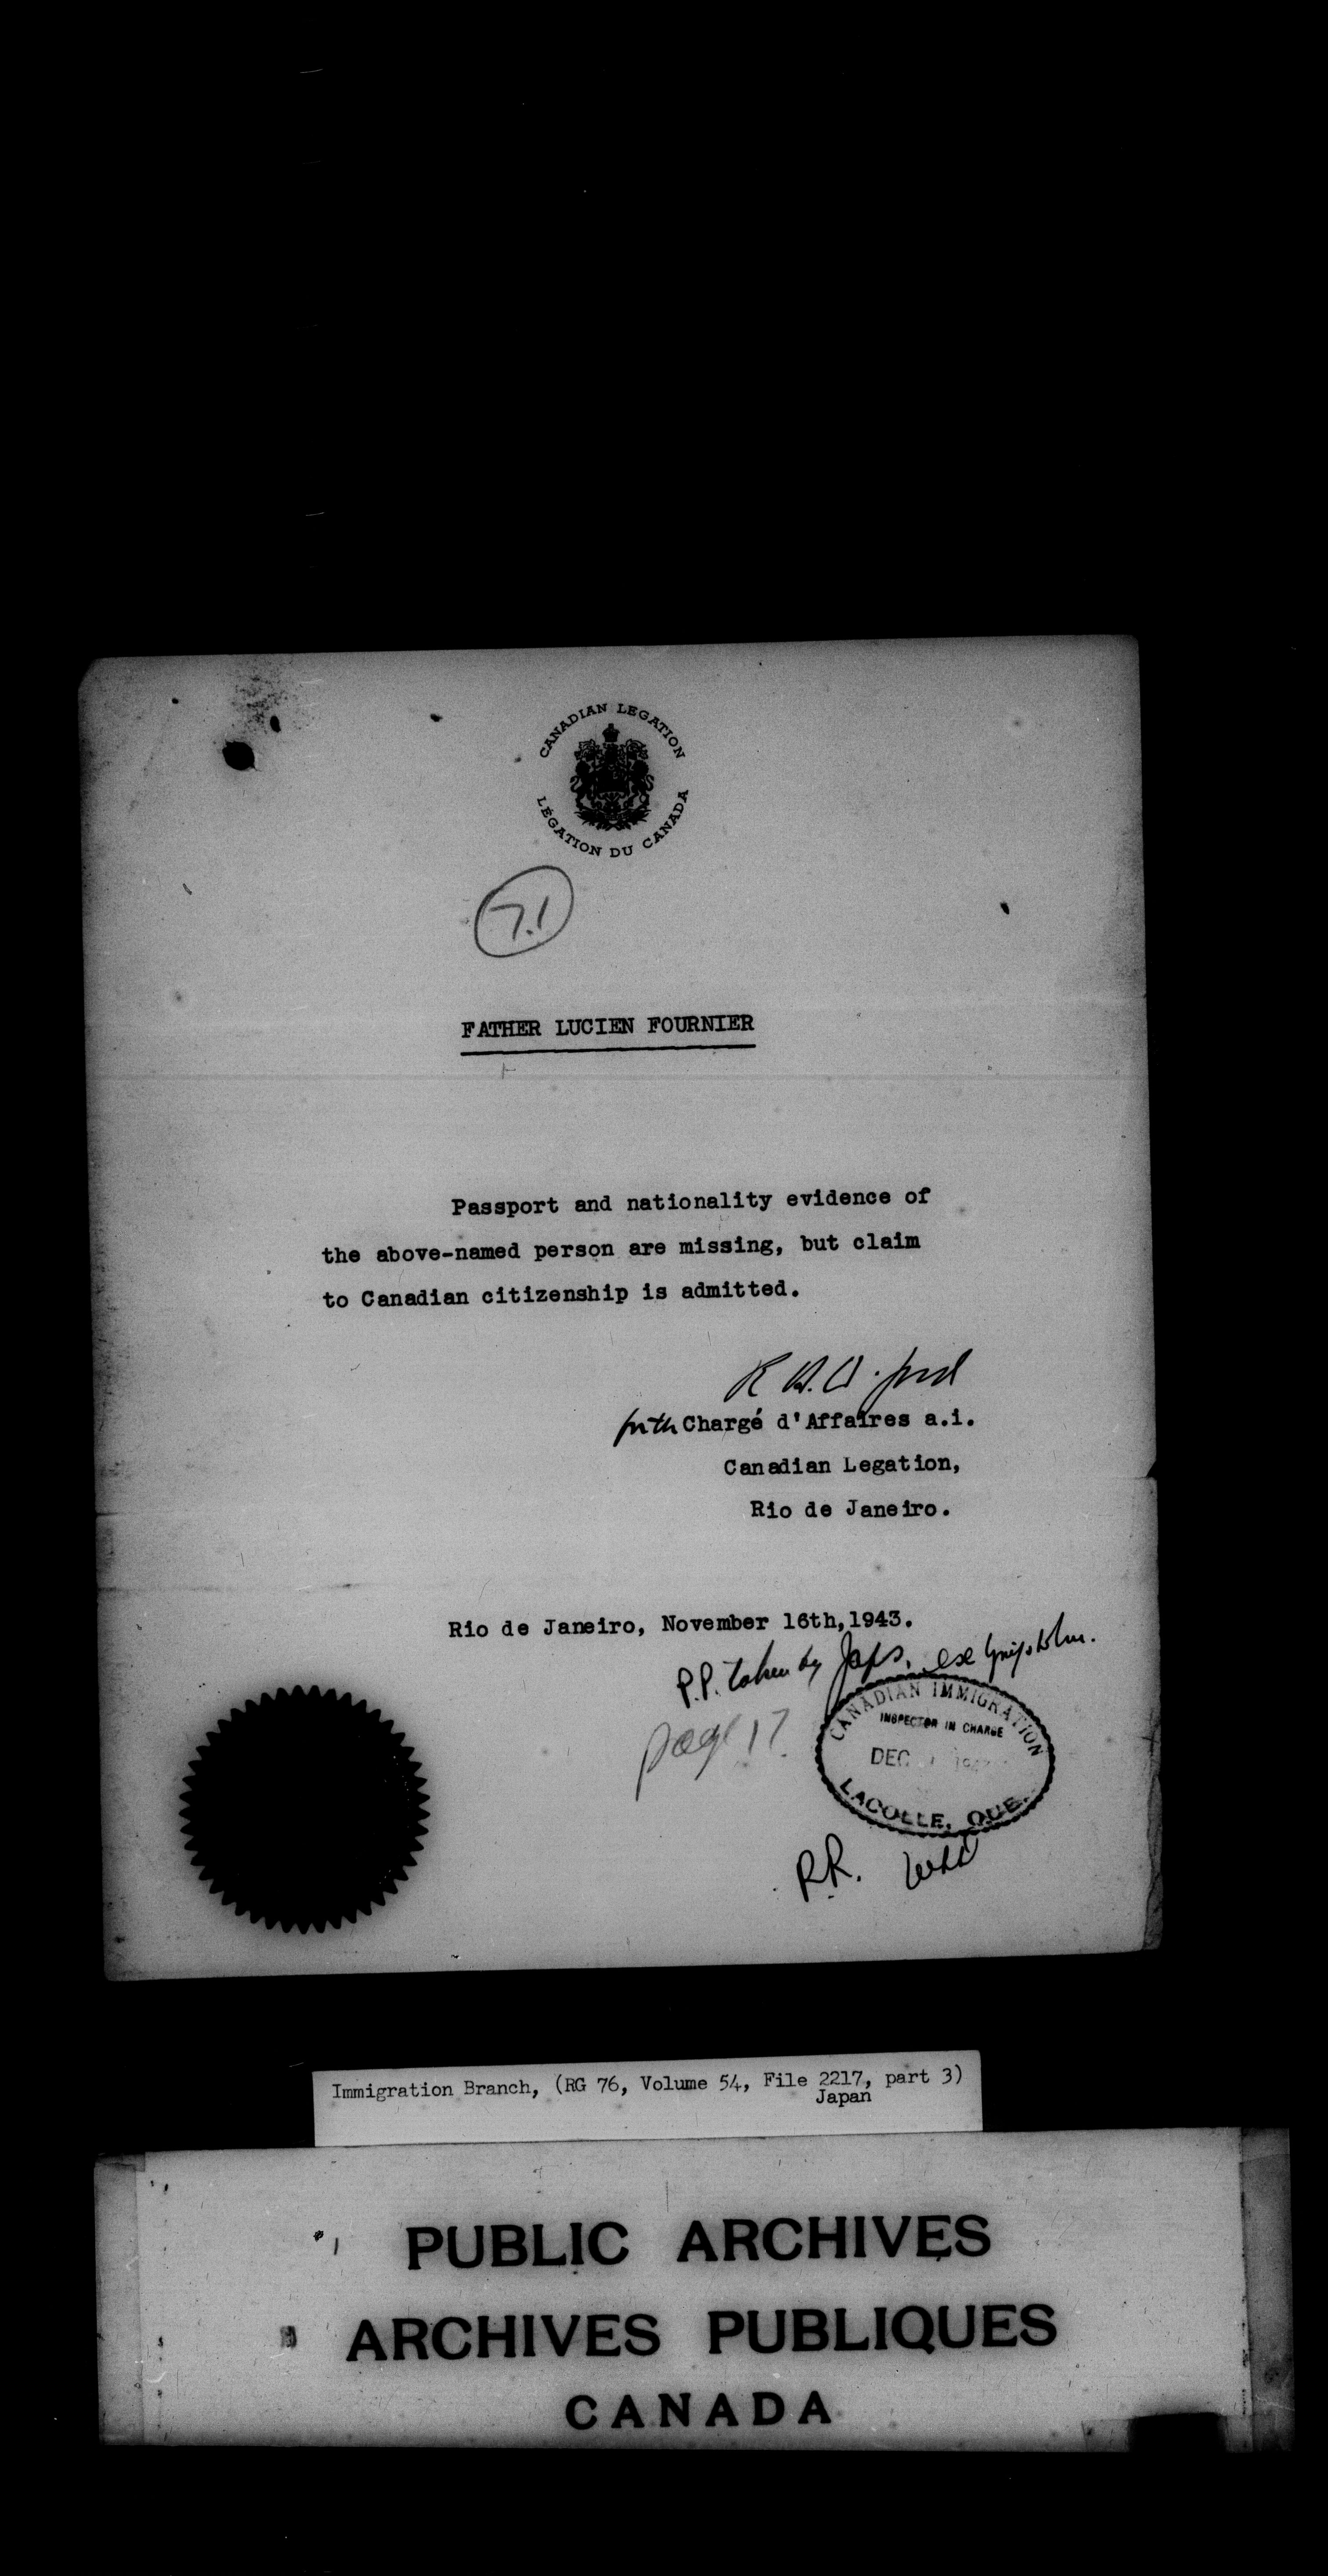 CANADIAN LEGATION
LÉGATION DU CANADA
7.1
FATHER LUCIEN FOURNIER
Passport and nationality evidence of
the above-named person are missing, but claim
to Canadian citizenship is admitted.
Chargé d'Affaires a.i.
Canadian Legation,
Rio de Janeiro.
Rio de Janeiro, November 16th, 1943.
P.P. taken by Japs, ex Gripsholm.
page 17.
CANADIAN IMMIGRATION
INSPECTOR IN CHARGE
DEC
LACOLLE, QUE.
R.R.
Immigration Branch, (RG 76, Volume 54, File 2217, part 3)
Japan
PUBLIC ARCHIVES
ARCHIVES PUBLIQUES
CANADA